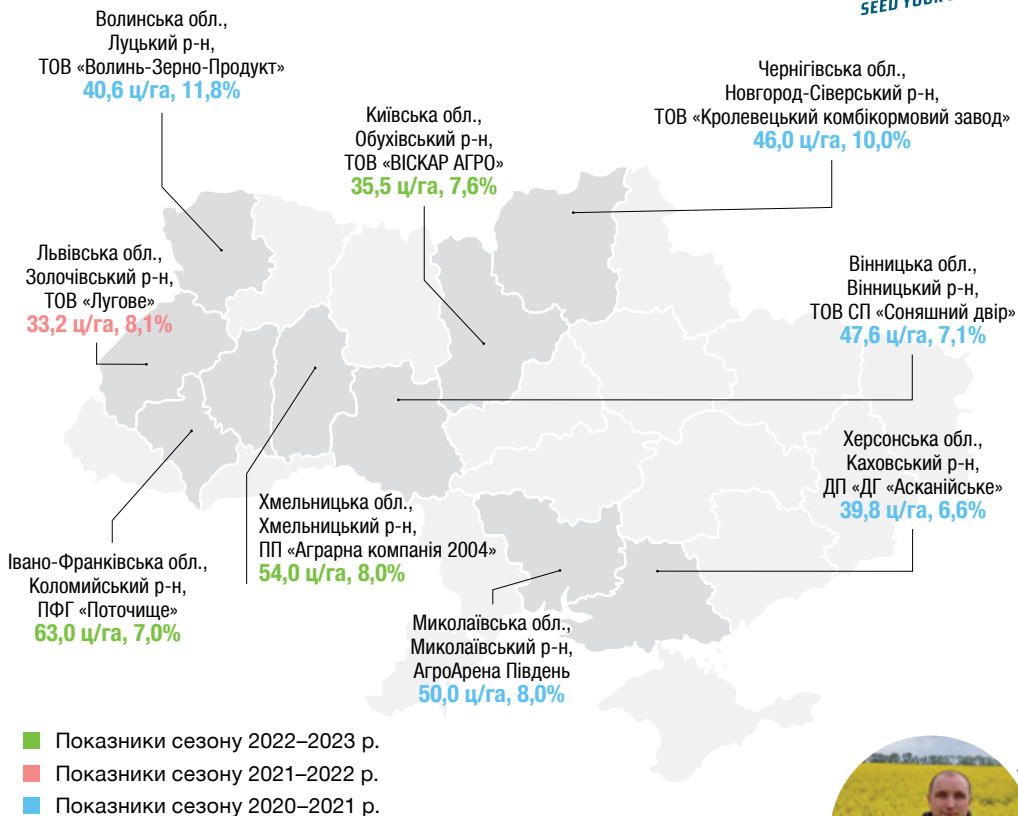 SEED YOUR
Волинська обл.,
Луцький р-н,
ТОВ «Волинь-Зерно-Продукт»
40,6 ц/га, 11,8%
Київська обл.,
Обухівський р-н,
ТОВ «ВІСКАР АГРО»
35,5 ц/га, 7,6%
Чернігівська обл.,
Новгород-Сіверський р-н,
ТОВ «Кролевецький комбікормовий завод»
46,0 ц/га, 10,0%
Львівська обл.,
Золочівський р-н,
ТОВ «Лугове»
33,2 ц/га, 8,1%
Вінницька обл.,
Вінницький р-н,
ТОВ СП «Соняшний двір»
47,6 ц/га, 7,1%
Херсонська обл.,
Каховський р-н,
ДП «ДГ «Асканійське»
39,8 ц/га, 6,6%
Хмельницька обл.,
Хмельницький р-н,
ПП «Аграрна компанія 2004»
54,0 ц/га, 8,0%
Івано-Франківська обл.,
Коломийський р-н,
ПФГ «Поточище»
63,0 ц/га, 7,0%
Миколаївська обл.,
Миколаївський р-н,
АгроАрена Південь
50,0 ц/га, 8,0%
Показники сезону 2022–2023 р.
Показники сезону 2021–2022 р.
Показники сезону 2020–2021 р.